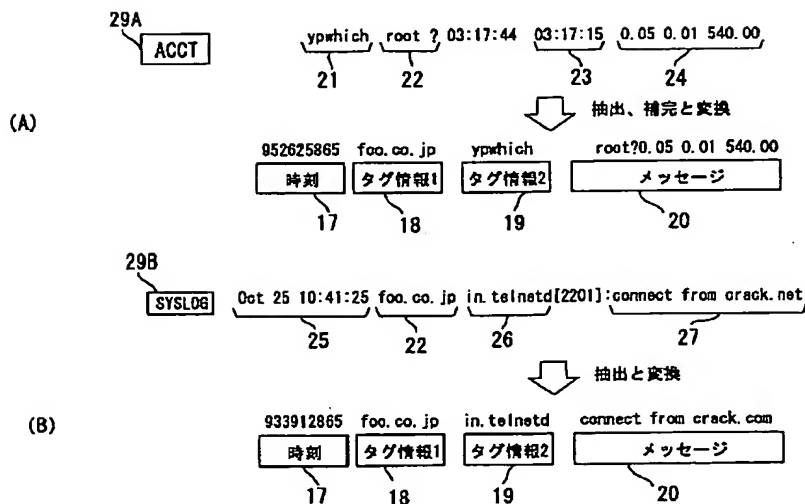 29A
ACCT ypwhich root ? 03:17:44 03:17:15 0.05 0.01 540.00
21 22 23 24
(A)
抽出、補完と変換
952625865 foo.co.jp ypwhich root?0.05 0.01 540.00
時刻 タグ情報1 タグ情報2 メッセージ
17 18 19 20
29B
SYSLOG Oct 25 10:41:25 foo.co.jp in.telnetd[2201]:connect from crack.net
25 22 26 27
抽出と変換
(B)
933912865 foo.co.jp in.telnetd connect from crack.com
時刻 タグ情報1 タグ情報2 メッセージ
17 18 19 20